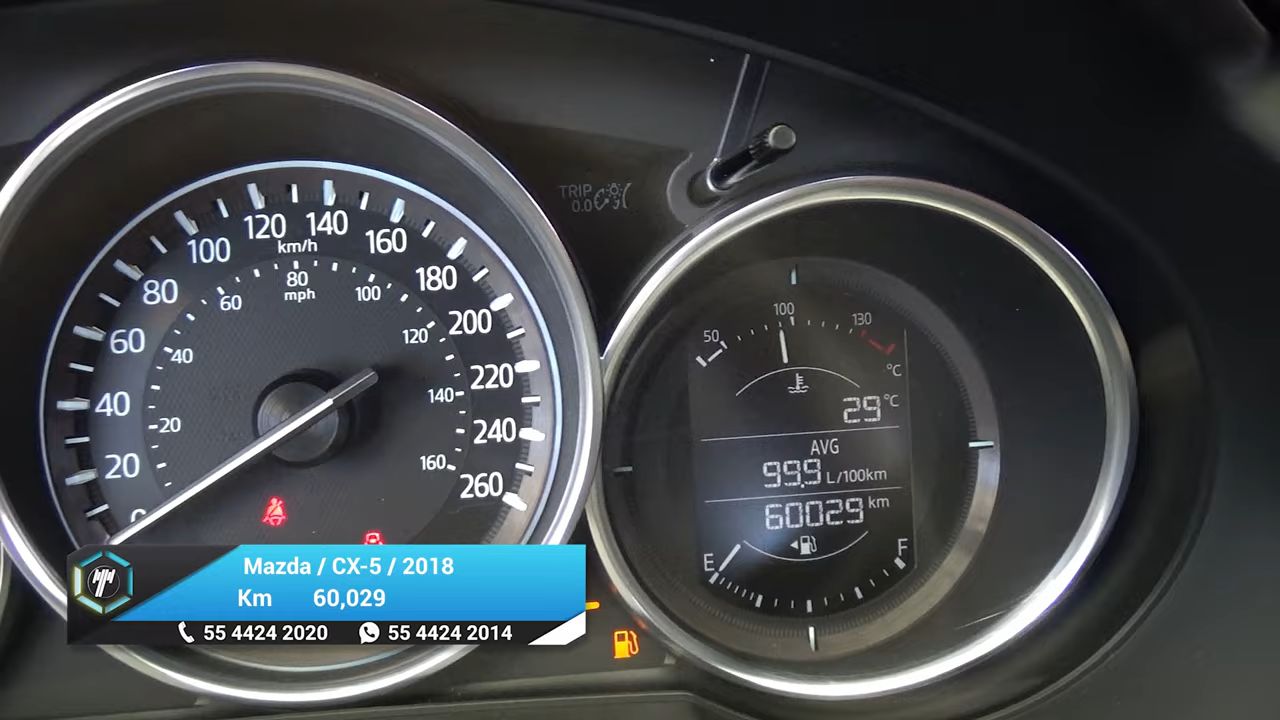 TRIP
0.0
120 140
100 160
km/h
80 180
80
mph
60 100
60 200
120
40
220
40 140
20
240
20 160
260
0
50 100 130
°C
29°C
AVG
99.9 L/100km
60029 km
E F
Mazda / CX-5 / 2018
Km 60,029
55 4424 2020 55 4424 2014